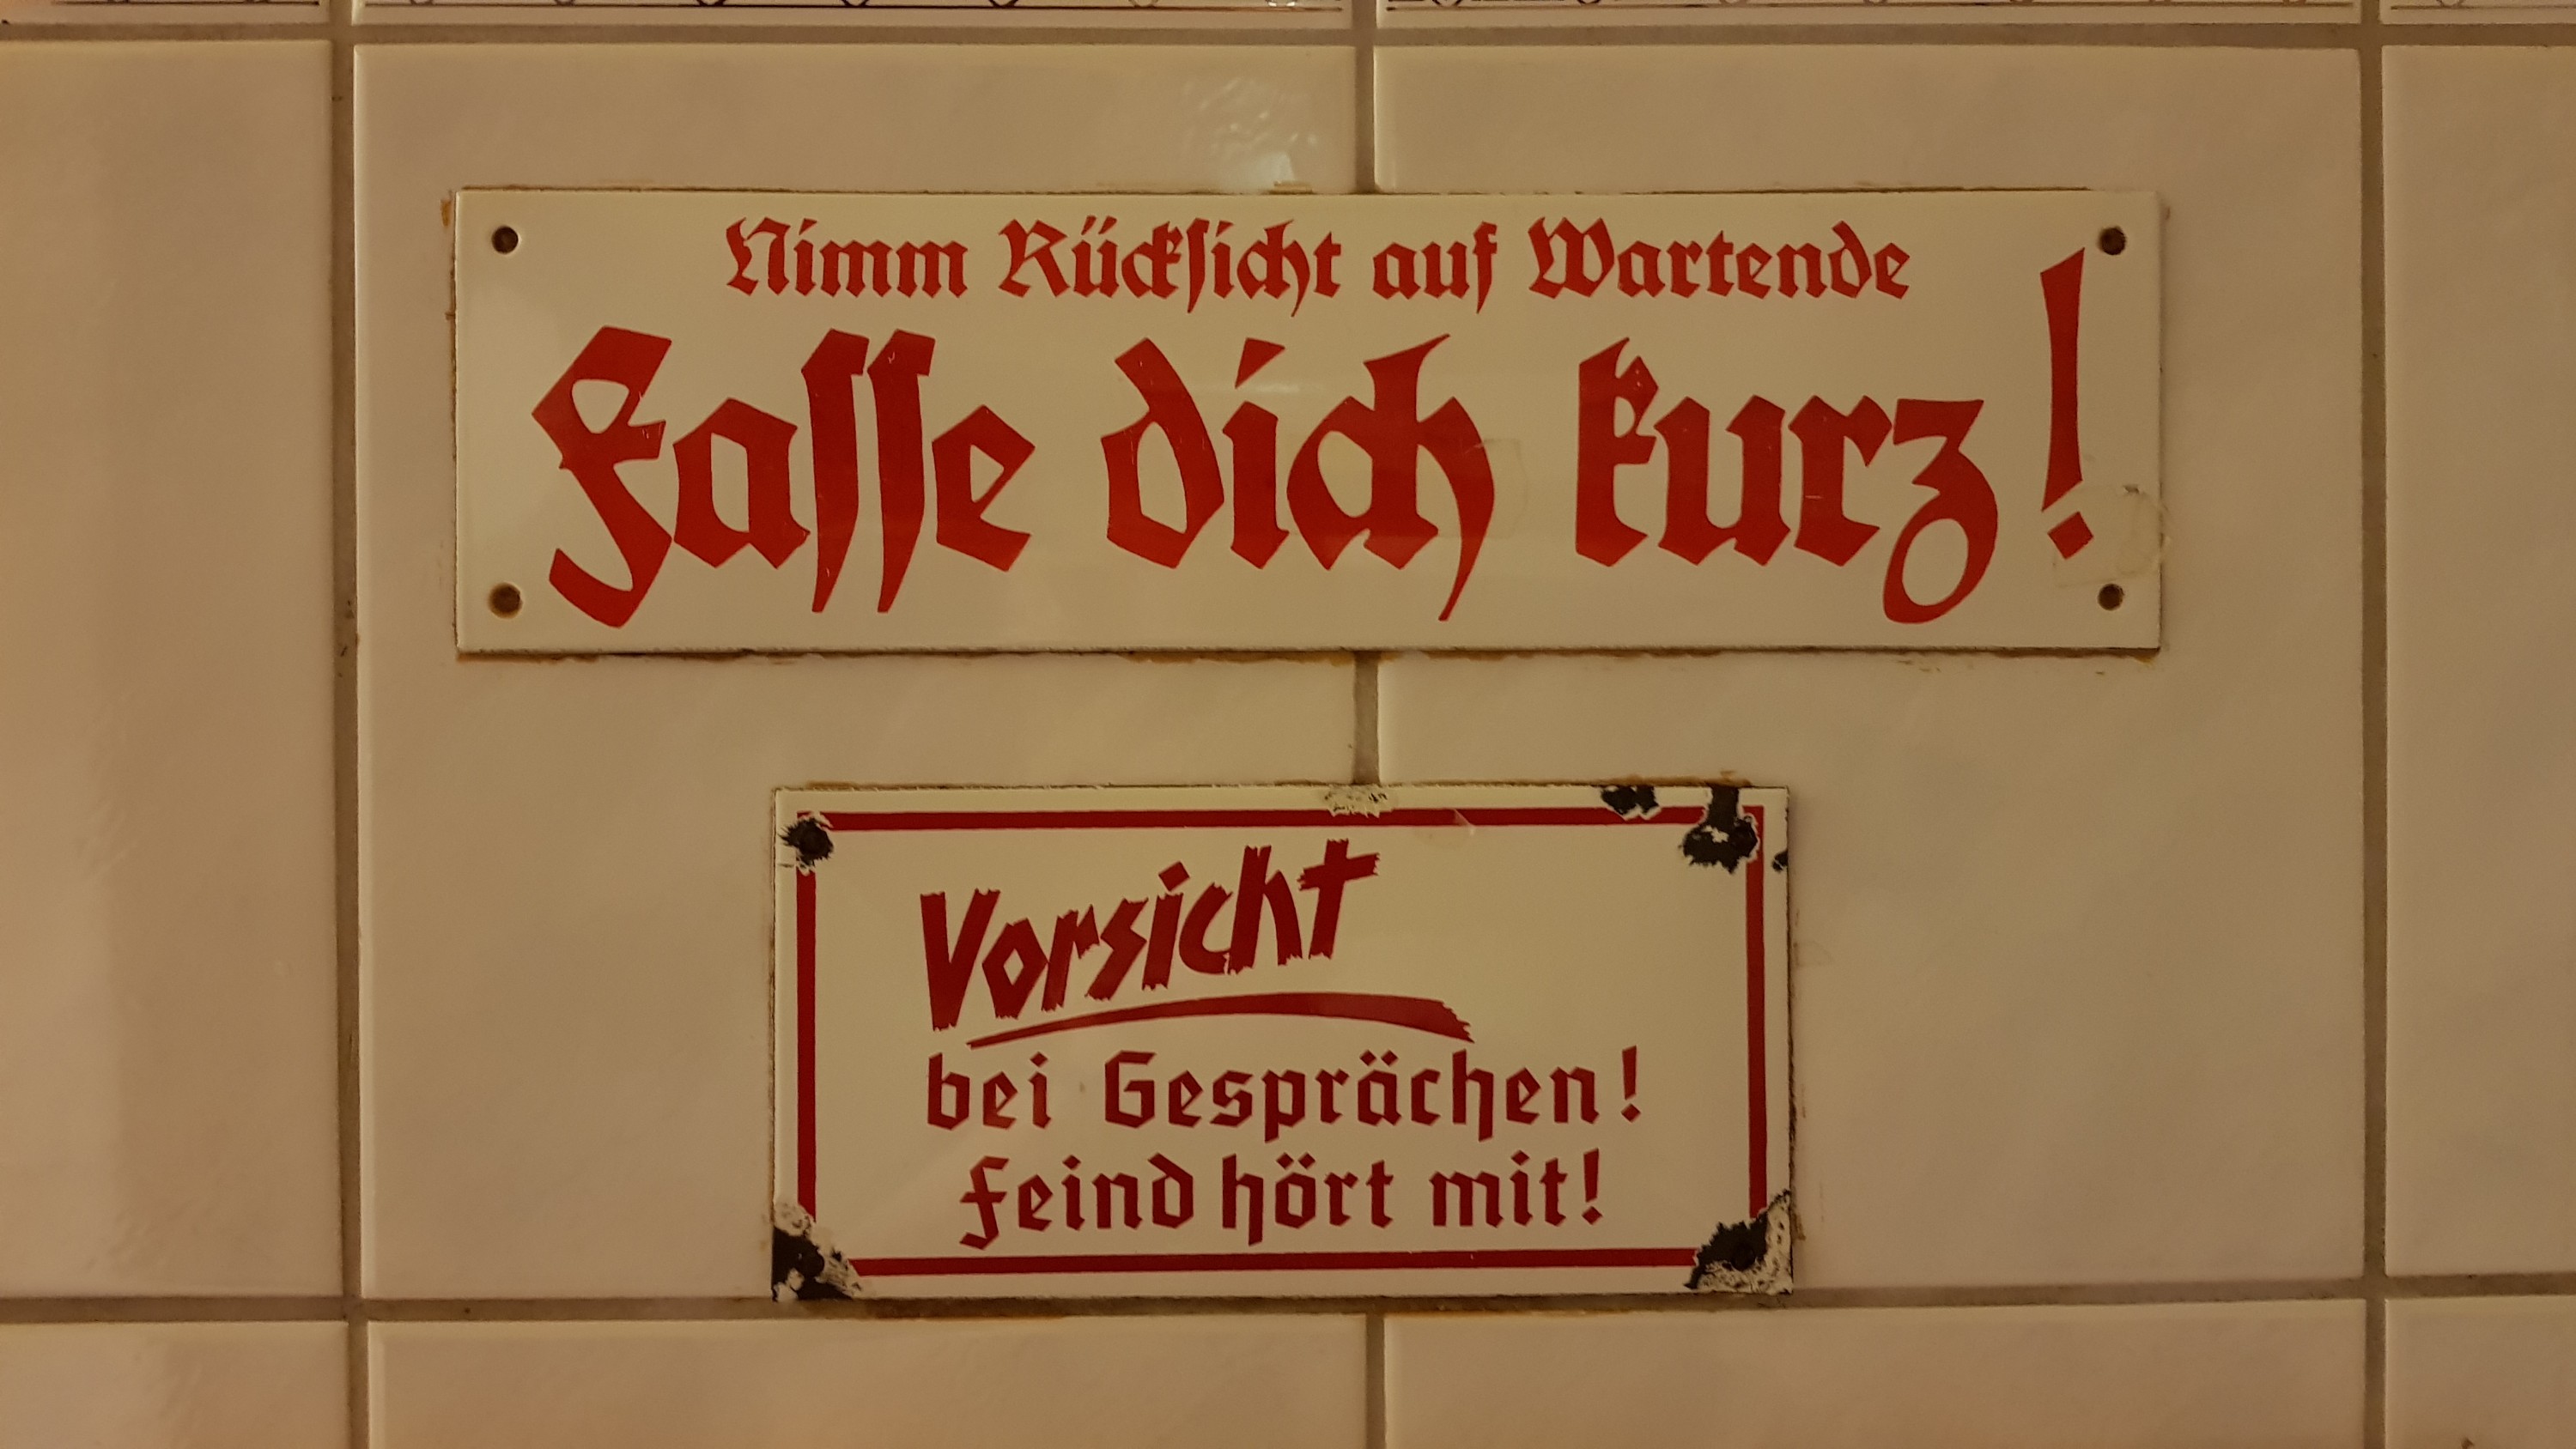 Nimm Rückſicht auf Wartende
Faſſe dich kurz!
Vorsicht
bei Gesprächen!
Feind hört mit!